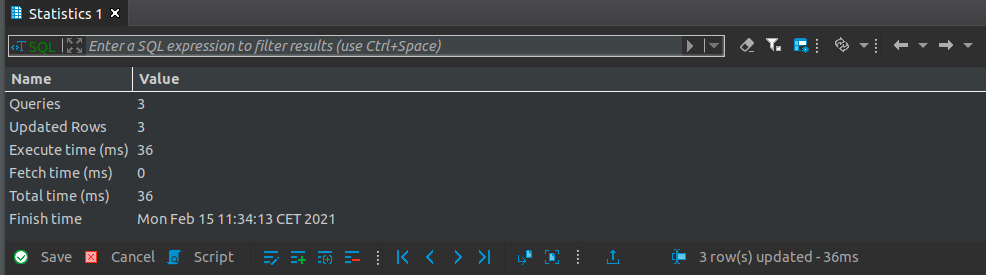 Statistics 1
SQL Enter a SQL expression to filter results (use Ctrl+Space)
Name Value
Queries 3
Updated Rows 3
Execute time (ms) 36
Fetch time (ms) 0
Total time (ms) 36
Finish time Mon Feb 15 11:34:13 CET 2021
Save Cancel Script 3 row(s) updated - 36ms